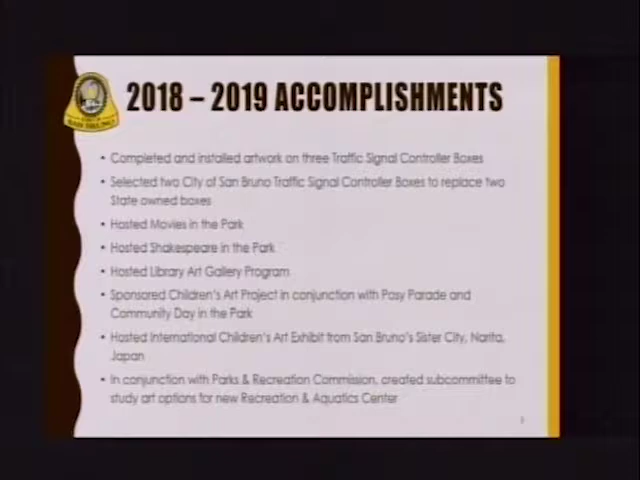 2018 – 2019 ACCOMPLISHMENTS
• Completed and installed artwork on three Traffic Signal Controller Boxes
• Selected two City of San Bruno Traffic Signal Controller Boxes to replace two
State owned boxes
• Hosted Movies in the Park
• Hosted Shakespeare in the Park
• Hosted Library Art Gallery Program
• Sponsored Children's Art Project in conjunction with Posy Parade and
Community Day in the Park
• Hosted International Children's Art Exhibit from San Bruno's Sister City, Narita,
Japan
• In conjunction with Parks & Recreation Commission, created subcommittee to
study art options for new Recreation & Aquatics Center
SAN BRUNO